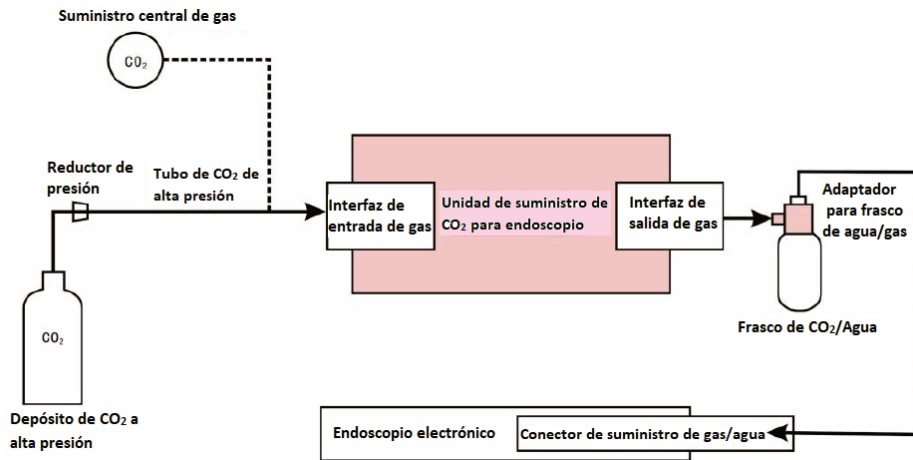 Suministro central de gas
CO₂
Reductor de
presión
Tubo de CO₂ de
alta presión
Interfaz de
entrada de gas
Unidad de suministro de
CO₂ para endoscopio
Interfaz de
salida de gas
Adaptador
para frasco
de agua/gas
CO₂
Frasco de CO₂/Agua
Depósito de CO₂ a
alta presión
Endoscopio electrónico
Conector de suministro de gas/agua